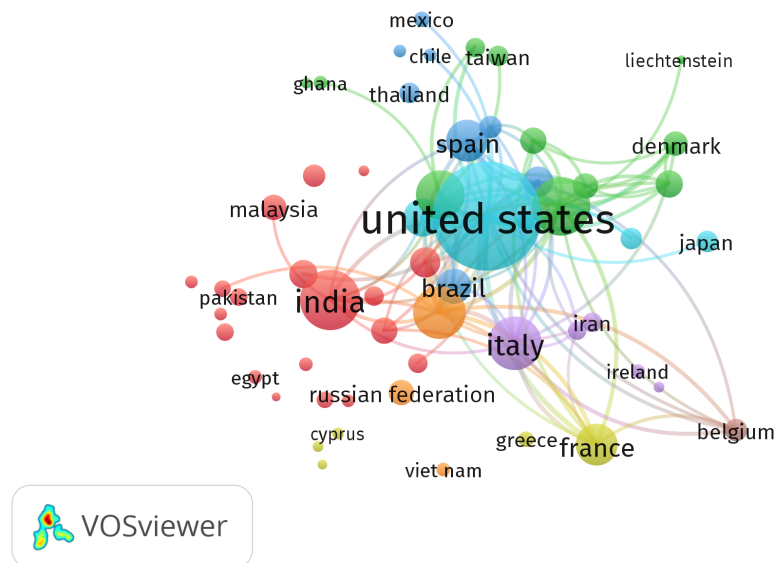 mexico
chile
taiwan
liechtenstein
ghana
thailand
spain
denmark
malaysia
united states
japan
pakistan
india
brazil
iran
italy
egypt
russian federation
ireland
cyprus
greece
france
belgium
viet nam
VOSviewer